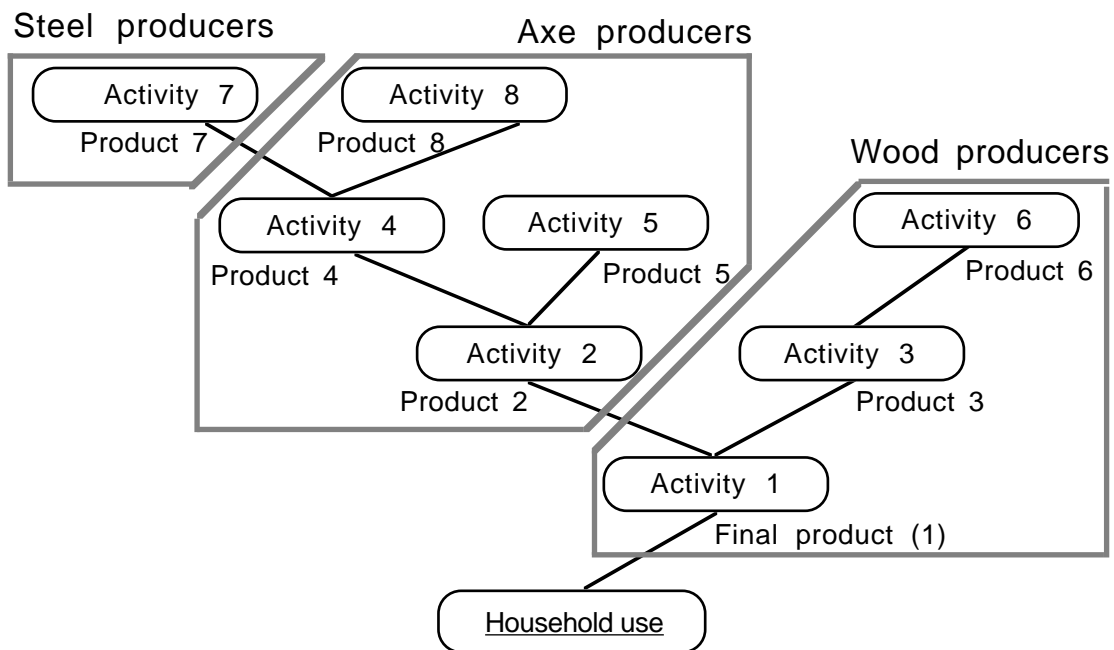 Steel producers
Axe producers
Activity 7
Activity 8
Product 7
Product 8
Wood producers
Activity 4
Activity 5
Activity 6
Product 4
Product 5
Product 6
Activity 2
Activity 3
Product 2
Product 3
Activity 1
Final product (1)
Household use